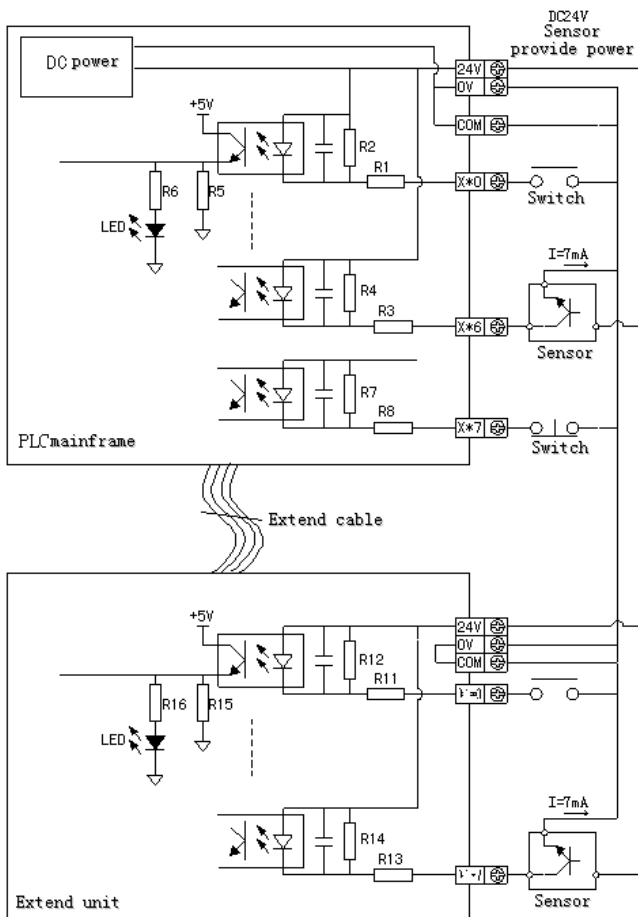 DC24V
Sensor
provide power
DC power
24V
0V
COM
+5V
R2
R1
X*0
Switch
R6
R5
LED
I=7mA
R4
R3
X*6
Sensor
R7
R8
X*7
Switch
PLCmainframe
Extend cable
+5V
24V
0V
COM
R12
R11
R16
R15
LED
I=7mA
R14
R13
Sensor
Extend unit